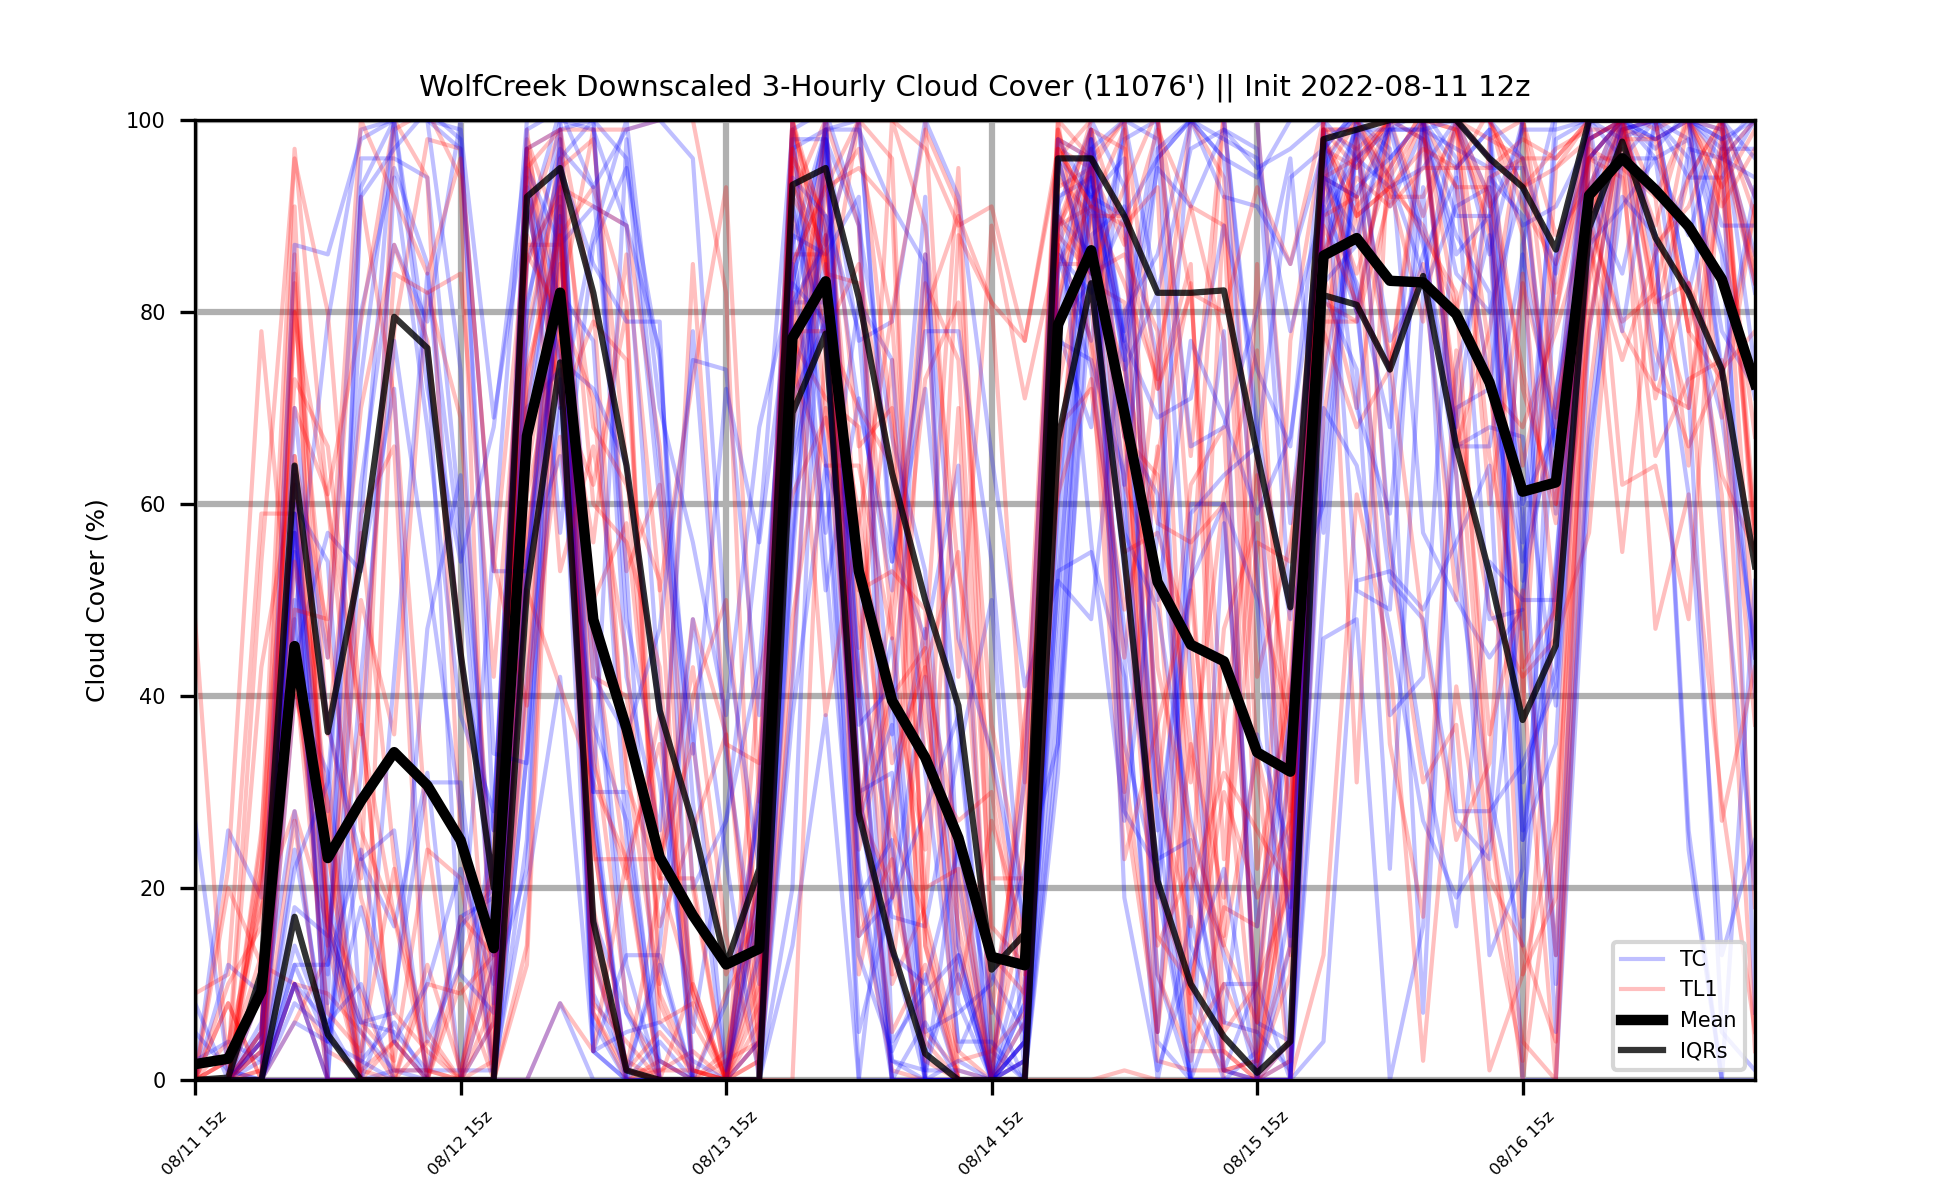 WolfCreek Downscaled 3-Hourly Cloud Cover (11076') || Init 2022-08-11 12z
Cloud Cover (%)
100
80
60
40
20
0
08/11 15z
08/12 15z
08/13 15z
08/14 15z
08/15 15z
08/16 15z
TC
TL1
Mean
IQRs